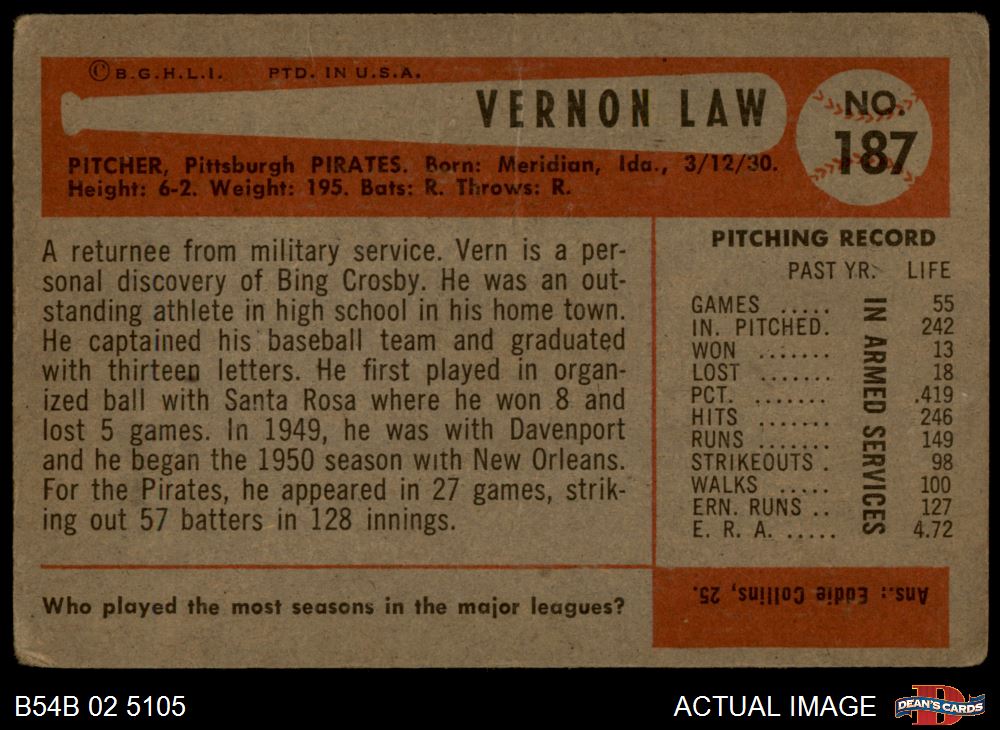 © B.G.H.L.I. PTD. IN U.S.A.
VERNON LAW
NO.
187
PITCHER, Pittsburgh PIRATES. Born: Meridian, Ida., 3/12/30.
Height: 6-2. Weight: 195. Bats: R. Throws: R.
A returnee from military service. Vern is a per-
sonal discovery of Bing Crosby. He was an out-
standing athlete in high school in his home town.
He captained his baseball team and graduated
with thirteen letters. He first played in organ-
ized ball with Santa Rosa where he won 8 and
lost 5 games. In 1949, he was with Davenport
and he began the 1950 season with New Orleans.
For the Pirates, he appeared in 27 games, strik-
ing out 57 batters in 128 innings.
Who played the most seasons in the major leagues?
PITCHING RECORD
PAST YR. LIFE
GAMES ..... 55
IN. PITCHED. 242
WON ....... 13
LOST ....... 18
PCT. ....... .419
HITS ....... 246
RUNS ....... 149
STRIKEOUTS . 98
WALKS ..... 100
ERN. RUNS .. 127
E. R. A. ..... 4.72
IN ARMED SERVICES
Ans.: Eddie Collins, 25.
B54B 02 5105
ACTUAL IMAGE
DEAN'S CARDS